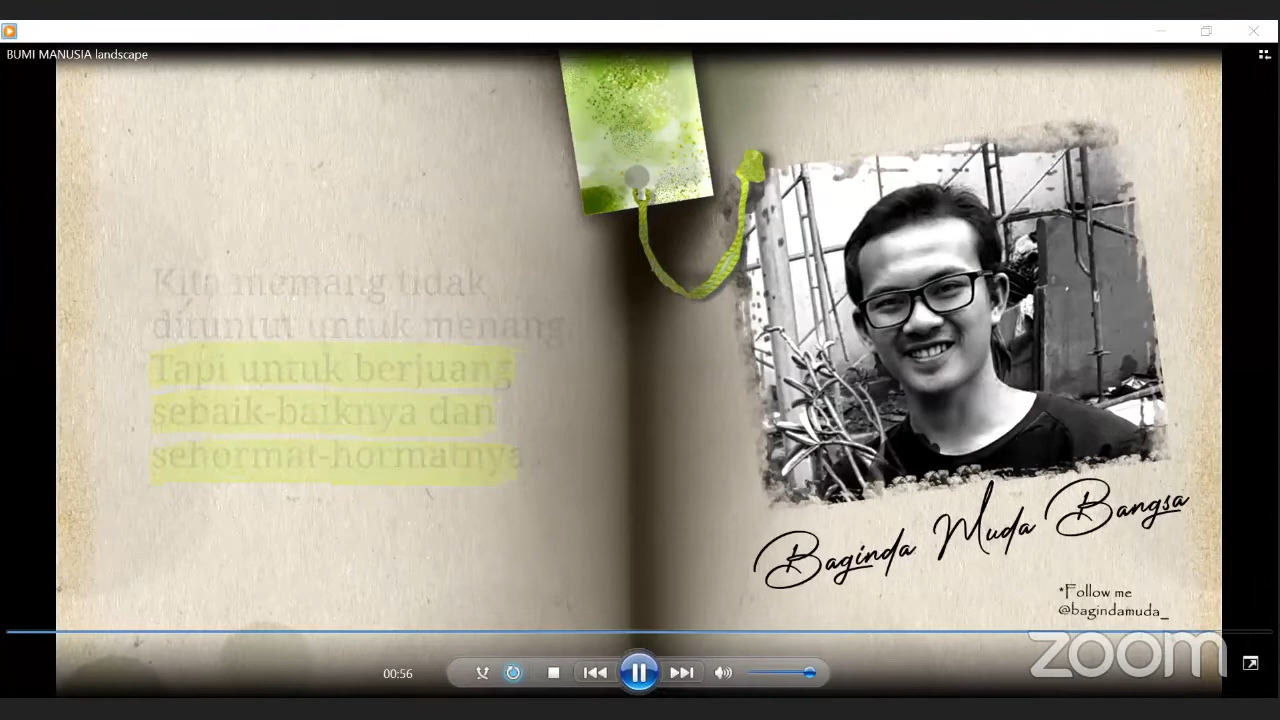 BUMI MANUSIA landscape
Kita memang tidak
dituntut untuk menang.
Tapi untuk berjuang
sebaik-baiknya dan
sehormat-hormatnya
Baginda Muda Bangsa
*Follow me
@bagindamuda_
00:56
zoom